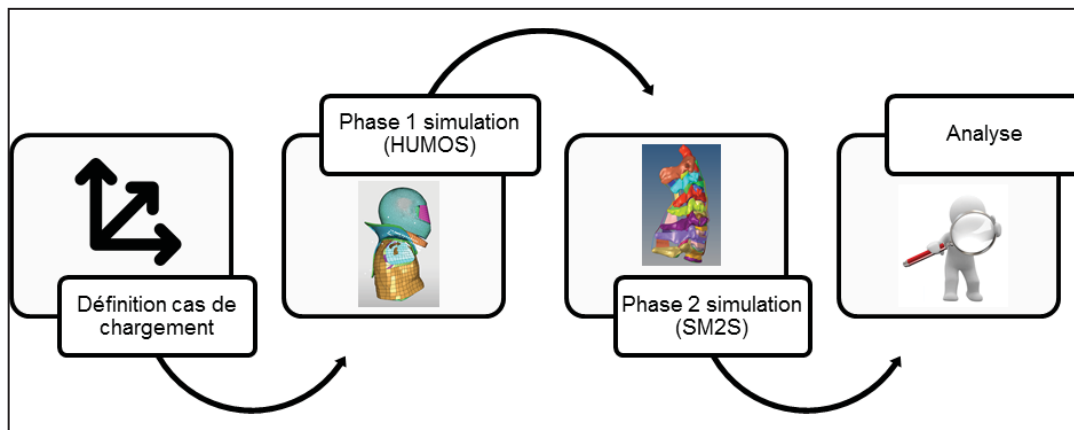 Définition cas de
chargement
Phase 1 simulation
(HUMOS)
Phase 2 simulation
(SM2S)
Analyse